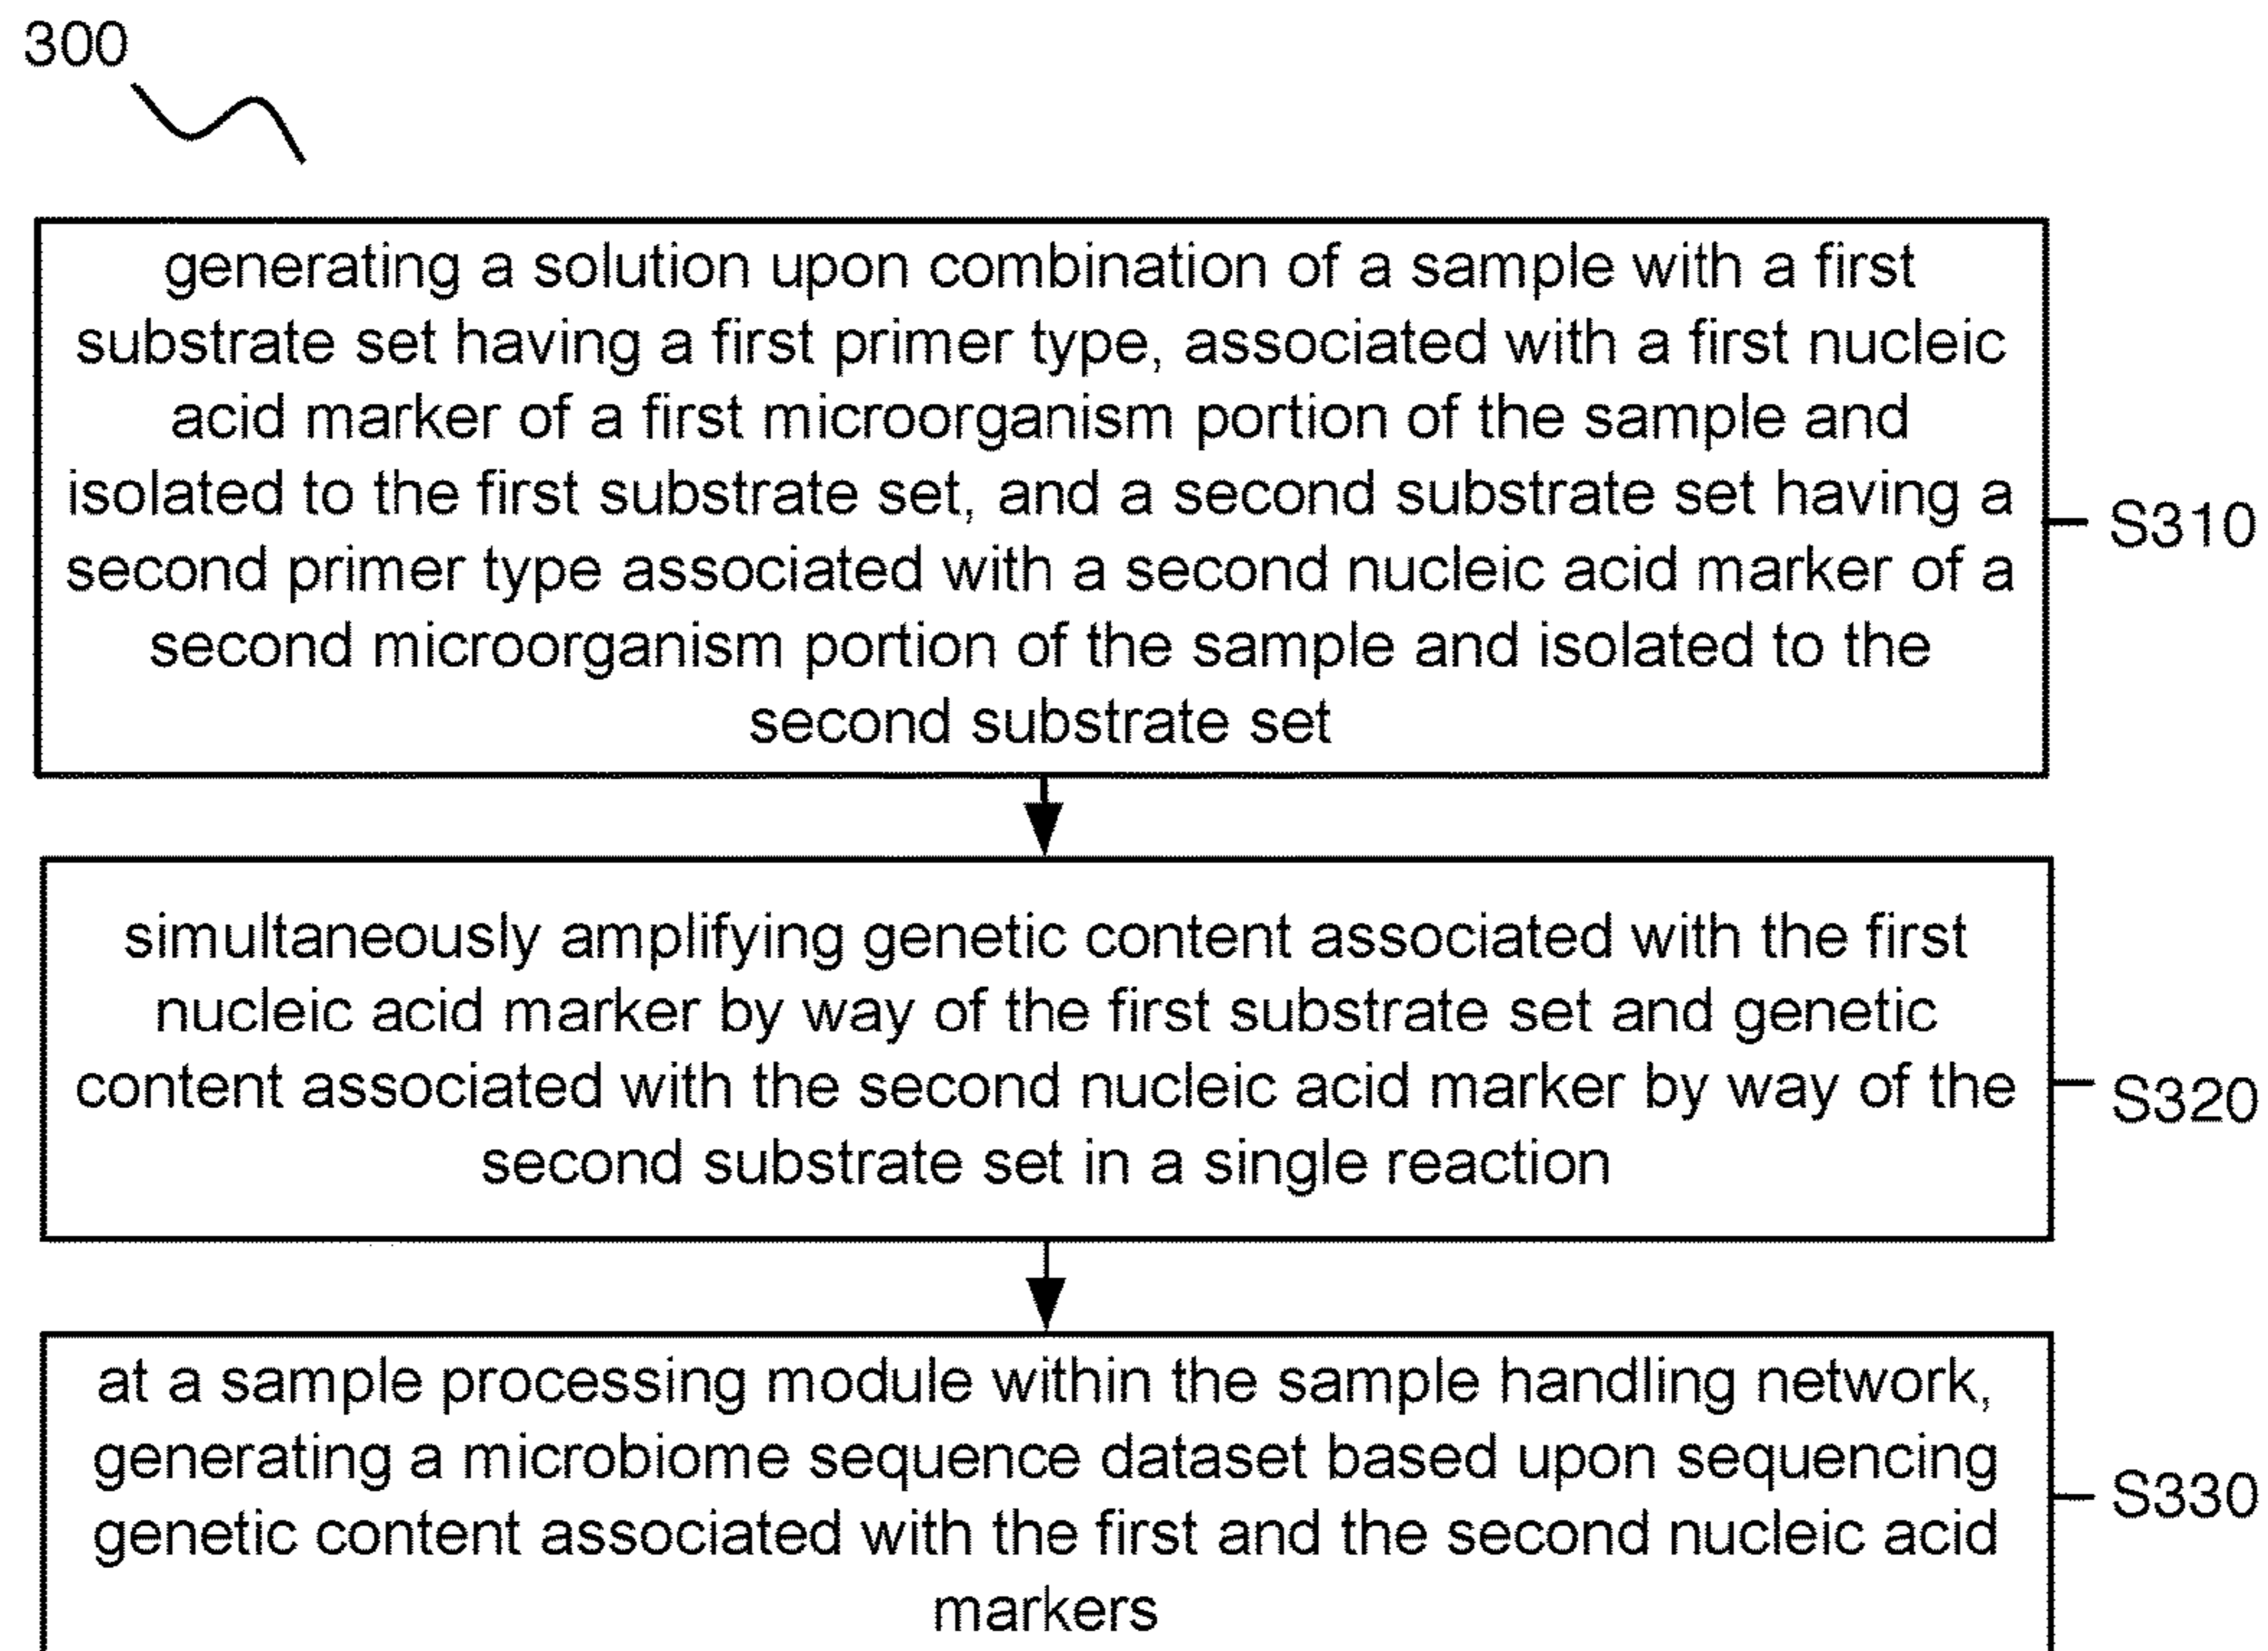 300
generating a solution upon combination of a sample with a first
substrate set having a first primer type, associated with a first nucleic
acid marker of a first microorganism portion of the sample and
isolated to the first substrate set, and a second substrate set having a
second primer type associated with a second nucleic acid marker of a
second microorganism portion of the sample and isolated to the
second substrate set
S310
simultaneously amplifying genetic content associated with the first
nucleic acid marker by way of the first substrate set and genetic
content associated with the second nucleic acid marker by way of the
second substrate set in a single reaction
S320
at a sample processing module within the sample handling network,
generating a microbiome sequence dataset based upon sequencing
genetic content associated with the first and the second nucleic acid
markers
S330